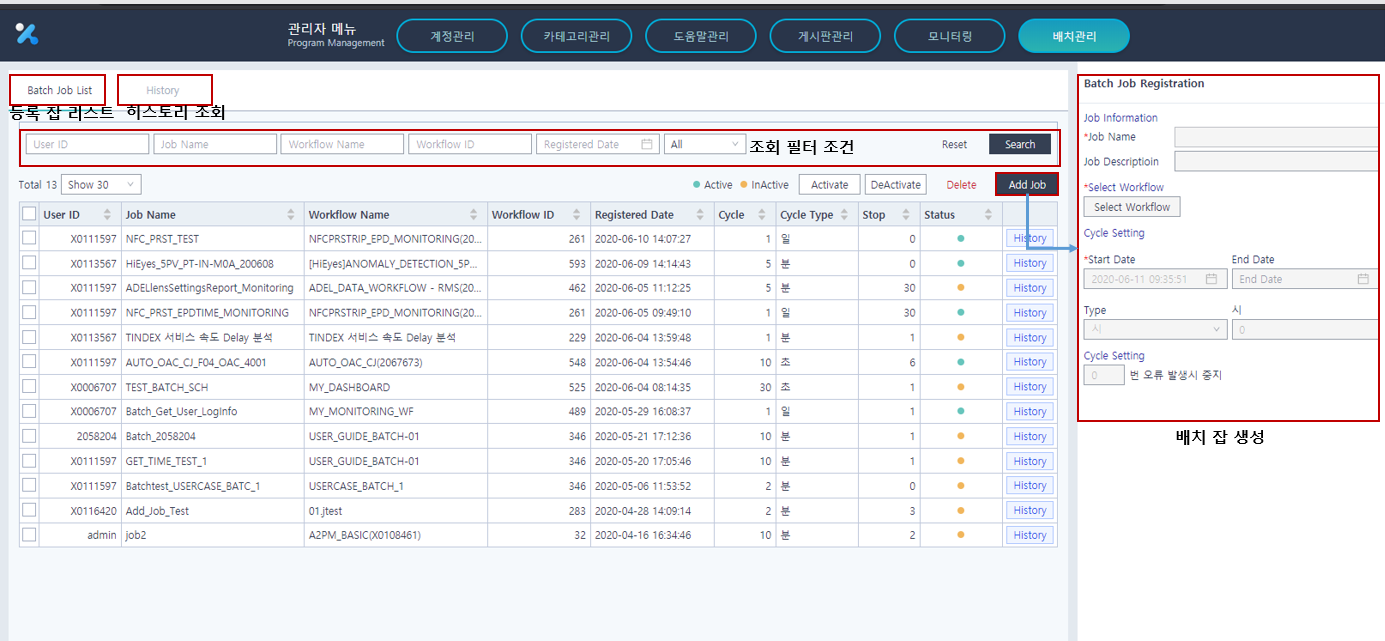 관리자 메뉴
Program Management
계정관리 카테고리관리 도움말관리 게시판관리 모니터링 배치관리
Batch Job List History
등록 잡 리스트 히스토리 조회
User ID Job Name Workflow Name Workflow ID Registered Date All 조회 필터 조건 Reset Search
Total 13 Show 30 Active InActive Activate DeActivate Delete Add Job
User ID Job Name Workflow Name Workflow ID Registered Date Cycle Cycle Type Stop Status
X0111597 NFC_PRST_TEST NFCPRSTRIP_EPD_MONITORING(20... 261 2020-06-10 14:07:27 1 일 0 History
X0113567 HiEyes_5PV_PT-IN-M0A_200608 [HiEyes]ANOMALY_DETECTION_5P... 593 2020-06-09 14:14:43 5 분 0 History
X0111597 ADELlensSettingsReport_Monitoring ADEL_DATA_WORKFLOW - RMS(20... 462 2020-06-05 11:12:25 5 분 30 History
X0111597 NFC_PRST_EPDTIME_MONITORING NFCPRSTRIP_EPD_MONITORING(20... 261 2020-06-05 09:49:10 1 일 30 History
X0113567 TINDEX 서비스 속도 Delay 분석 TINDEX 서비스 속도 Delay 분석 229 2020-06-04 13:59:48 1 분 1 History
X0111597 AUTO_OAC_CJ_F04_OAC_4001 AUTO_OAC_CJ(2067673) 548 2020-06-04 13:54:46 10 초 6 History
X0006707 TEST_BATCH_SCH MY_DASHBOARD 525 2020-06-04 08:14:35 30 초 1 History
X0006707 Batch_Get_User_LogInfo MY_MONITORING_WF 489 2020-05-29 16:08:37 1 일 1 History
2058204 Batch_2058204 USER_GUIDE_BATCH-01 346 2020-05-21 17:12:36 10 분 1 History
X0111597 GET_TIME_TEST_1 USER_GUIDE_BATCH-01 346 2020-05-20 17:05:46 10 분 1 History
X0111597 Batchtest_USERCASE_BATC_1 USERCASE_BATCH_1 346 2020-05-06 11:53:52 2 분 0 History
X0116420 Add_Job_Test 01.jtest 283 2020-04-28 14:09:14 2 분 3 History
admin job2 A2PM_BASIC(X0108461) 32 2020-04-16 16:34:46 10 분 2 History
Batch Job Registration
Job Information
*Job Name
Job Descriptioin
*Select Workflow
Select Workflow
Cycle Setting
*Start Date End Date
2020-06-11 09:35:51 End Date
Type 시
시 0
Cycle Setting
0 번 오류 발생시 중지
배치 잡 생성